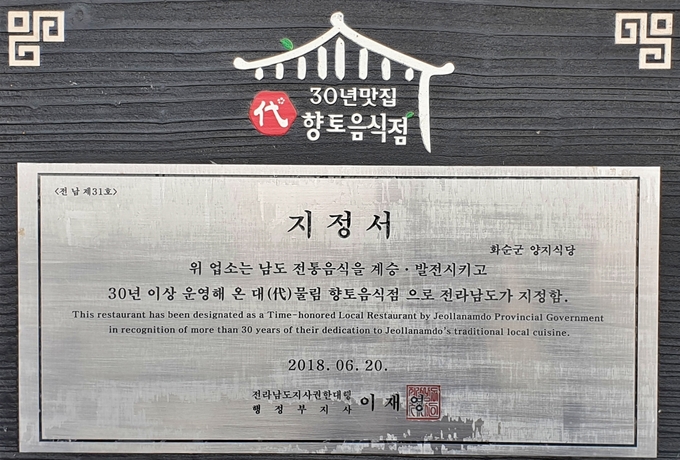 30년맛집
代 향토음식점
<전 남 제31호>
지 정 서
화순군 양지식당
위 업소는 남도 전통음식을 계승·발전시키고
30년 이상 운영해 온 대(代)물림 향토음식점 으로 전라남도가 지정함.
This restaurant has been designated as a Time-honored Local Restaurant by Jeollanamdo Provincial Government
in recognition of more than 30 years of their dedication to Jeollanamdo's traditional local cuisine.
2018. 06. 20.
전라남도지사권한대행
행 정 부 지 사 이 재 영